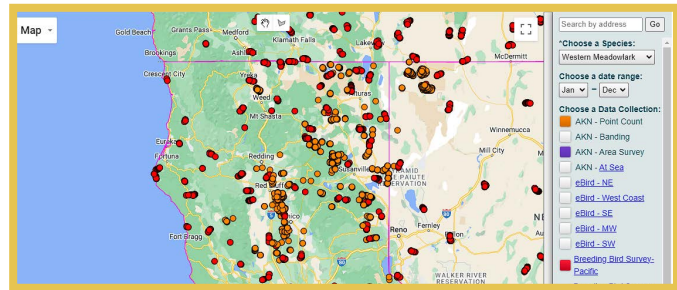 Map
Gold Beach
Grants Pass
Medford
Klamath Falls
Brookings
Ashl
Lakev
McDermitt
Crescent City
Yreka
Weed
turas
Mt Shasta
Winnemucca
Eureka
Fortuna
Redding
Susanville
Mill City
PYRAMID
LAKE PAIUTE
RESERVATION
Red Bluff
Chico
Fort Bragg
Reno
Fernley
WALKER RIVER
RESERVATION
Search by address
Go
*Choose a Species:
Western Meadowlark
Choose a date range:
Jan – Dec
Choose a Data Collection:
AKN - Point Count
AKN - Banding
AKN - Area Survey
AKN - At Sea
eBird - NE
eBird - West Coast
eBird - SE
eBird - MW
eBird - SW
Breeding Bird Survey-
Pacific